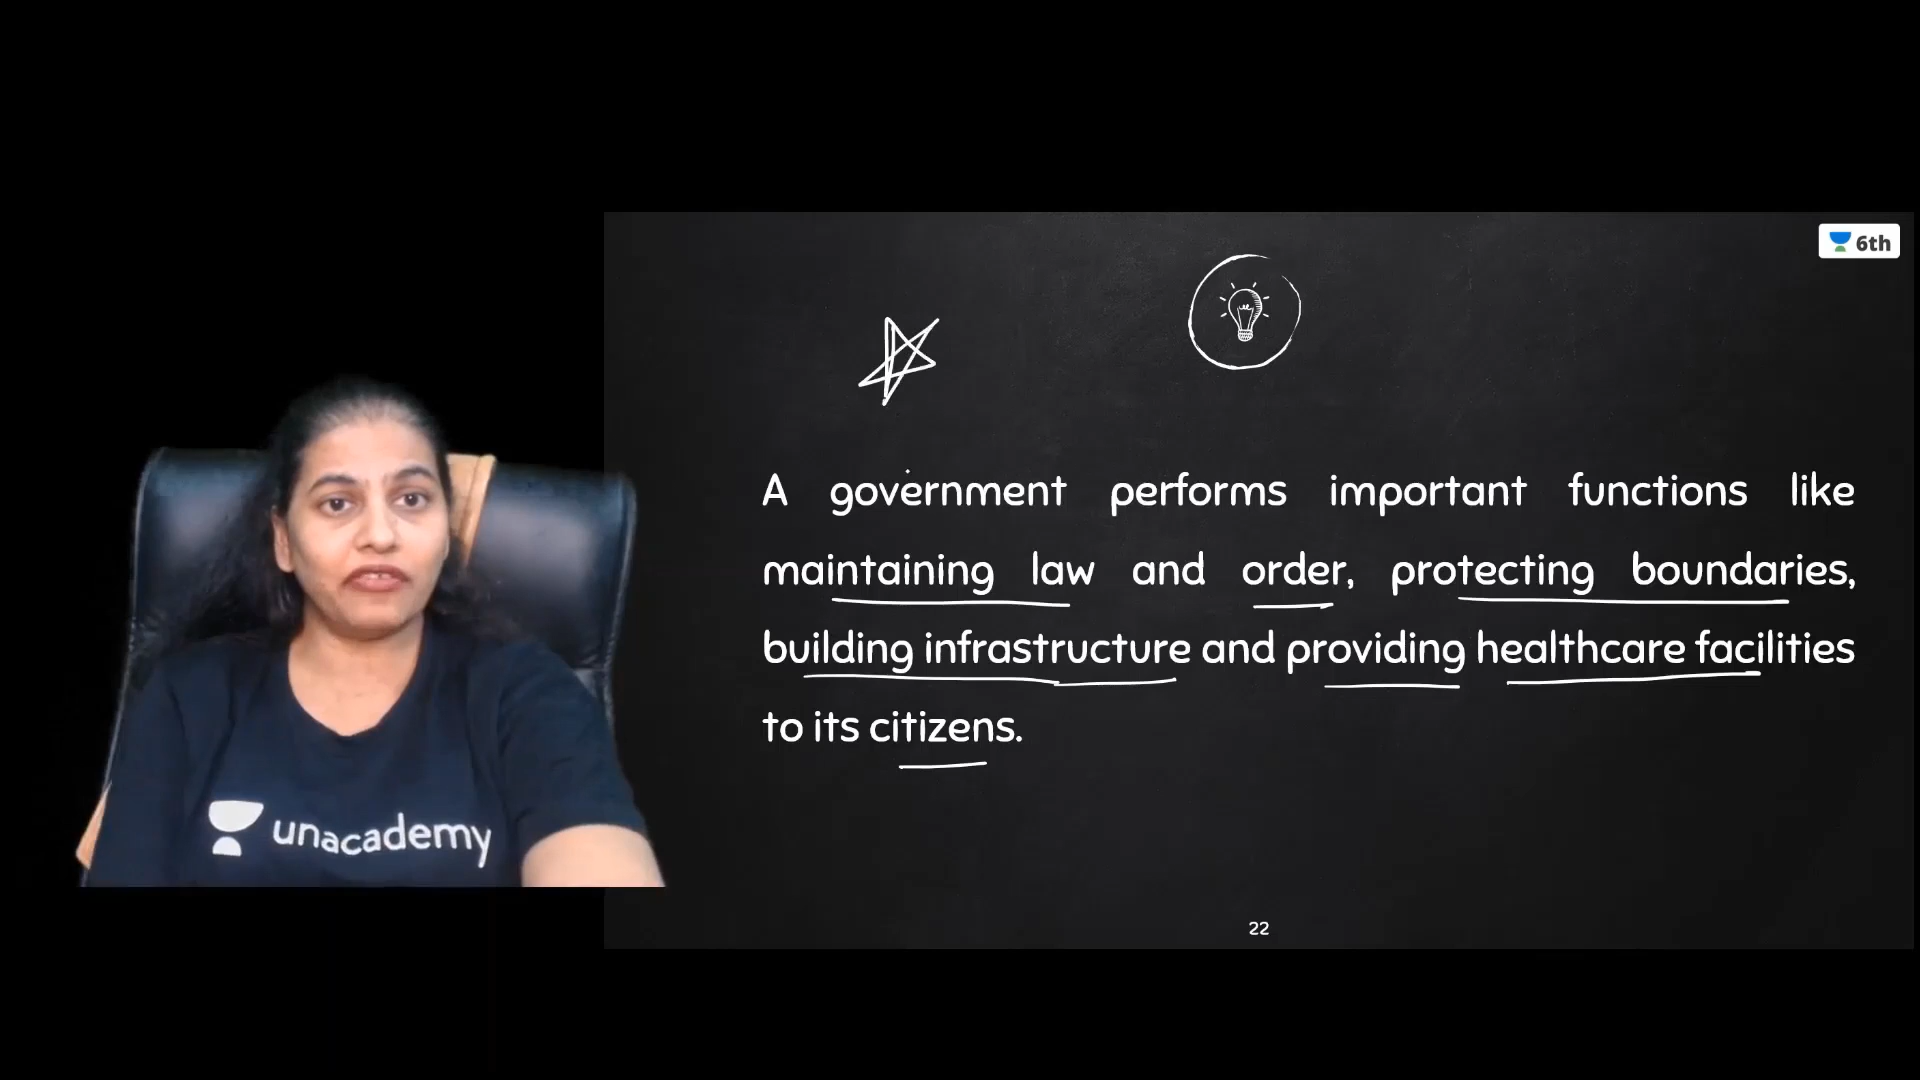 6th
A government performs important functions like
maintaining law and order, protecting boundaries,
building infrastructure and providing healthcare facilities
to its citizens.
unacademy
22